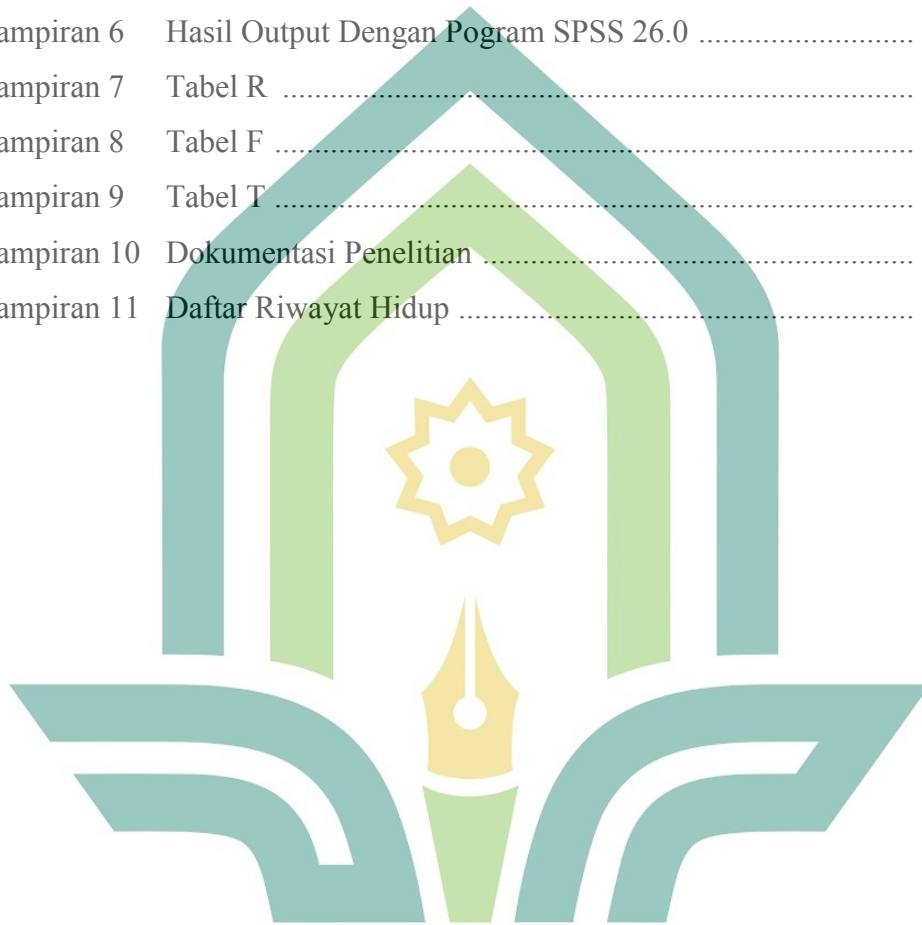 ampiran 6 Hasil Output Dengan Pogram SPSS 26.0 ........................
ampiran 7 Tabel R ......................................................................
ampiran 8 Tabel F .......................................................................
ampiran 9 Tabel T .......................................................................
ampiran 10 Dokumentasi Penelitian ................................................
ampiran 11 Daftar Riwayat Hidup ...................................................